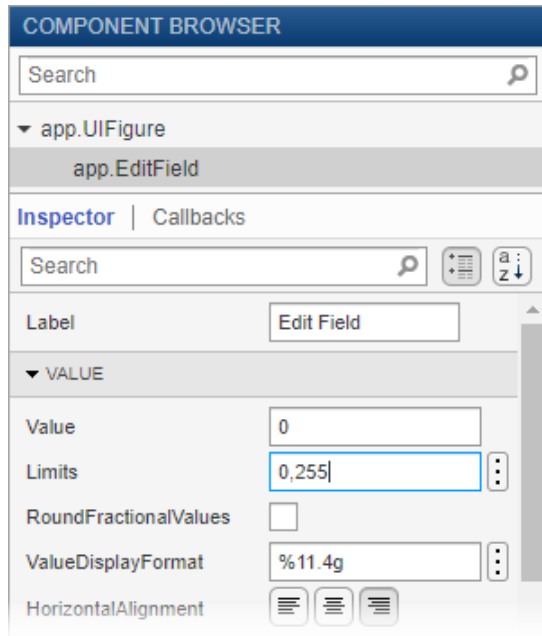 COMPONENT BROWSER
Search
app.UIFigure
app.EditField
Inspector | Callbacks
Search
a z
Label Edit Field
VALUE
Value 0
Limits 0,255
RoundFractionalValues
ValueDisplayFormat %11.4g
HorizontalAlignment